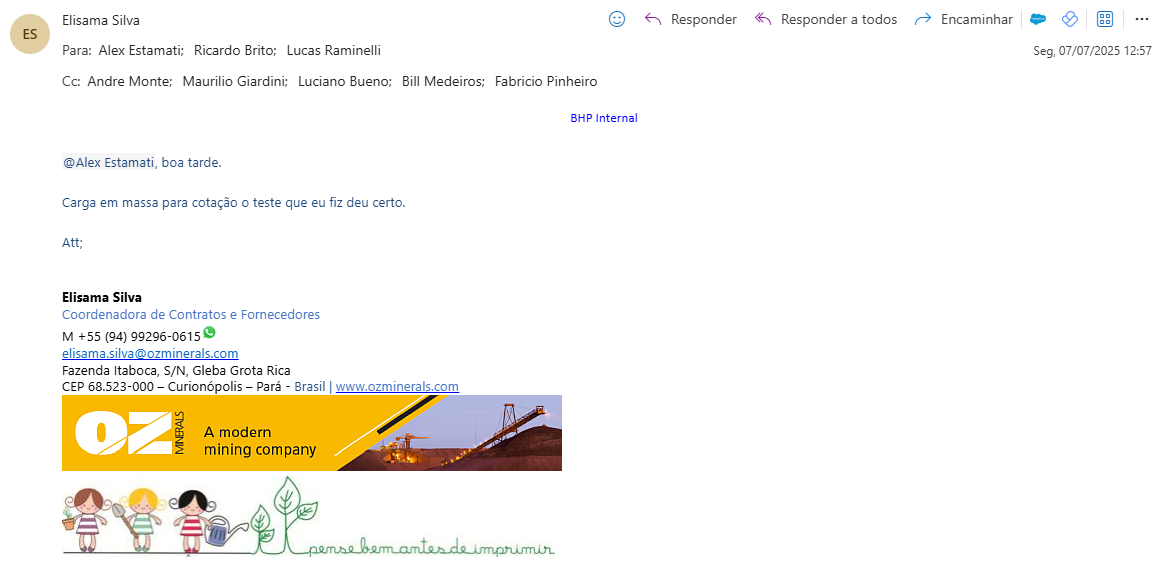 ES
Elisama Silva
Responder
Responder a todos
Encaminhar
Para: Alex Estamati; Ricardo Brito; Lucas Raminelli
Seg, 07/07/2025 12:57
Cc: Andre Monte; Maurilio Giardini; Luciano Bueno; Bill Medeiros; Fabricio Pinheiro
BHP Internal
@Alex Estamati, boa tarde.
Carga em massa para cotação o teste que eu fiz deu certo.
Att;
Elisama Silva
Coordenadora de Contratos e Fornecedores
M +55 (94) 99296-0615
elisama.silva@ozminerals.com
Fazenda Itaboca, S/N, Gleba Grota Rica
CEP 68.523-000 – Curionópolis – Pará - Brasil | www.ozminerals.com
OZ MINERALS
A modern
mining company
pense bem antes de imprimir